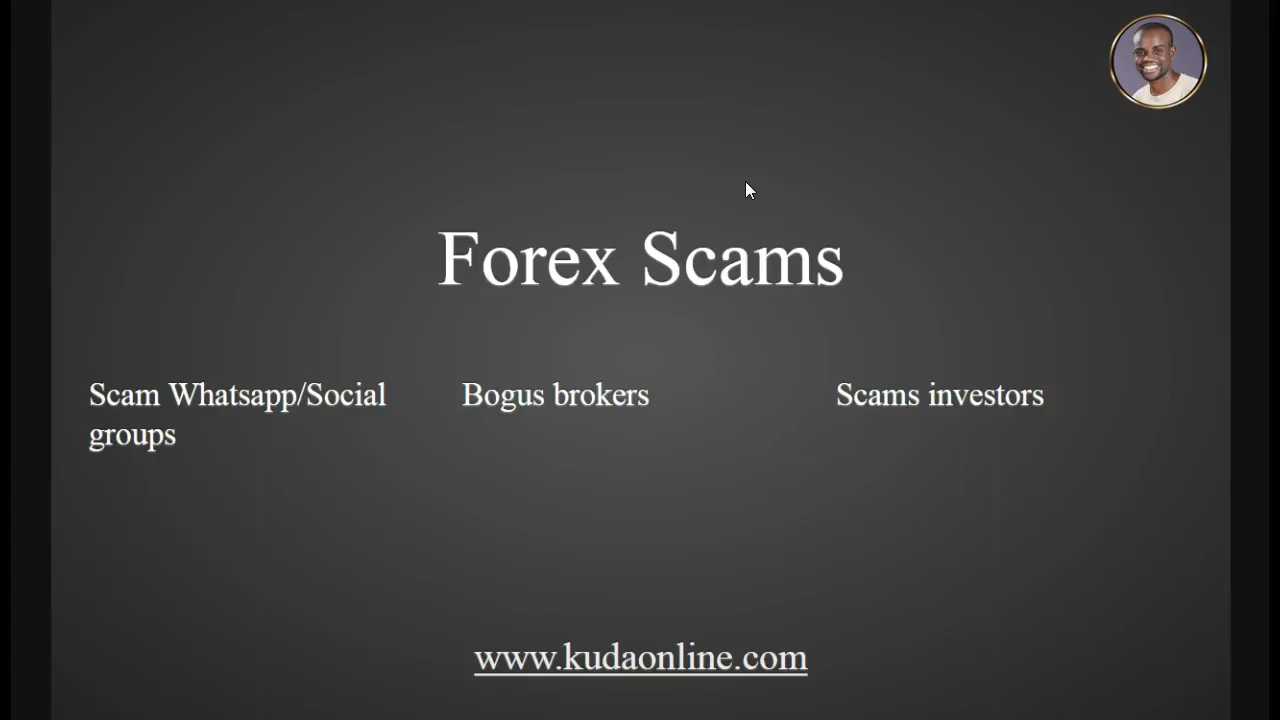 Forex Scams
Scam Whatsapp/Social
groups
Bogus brokers
Scams investors
www.kudaonline.com